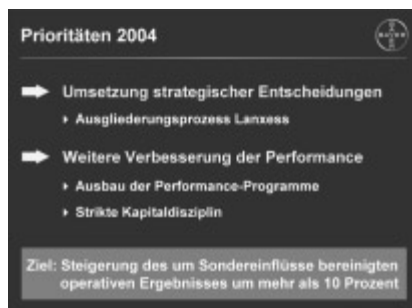 Prioritäten 2004
BAYER
Umsetzung strategischer Entscheidungen
Ausgliederungsprozess Lanxess
Weitere Verbesserung der Performance
Ausbau der Performance-Programme
Strikte Kapitaldisziplin
Ziel: Steigerung des um Sondereinflüsse bereinigten
operativen Ergebnisses um mehr als 10 Prozent